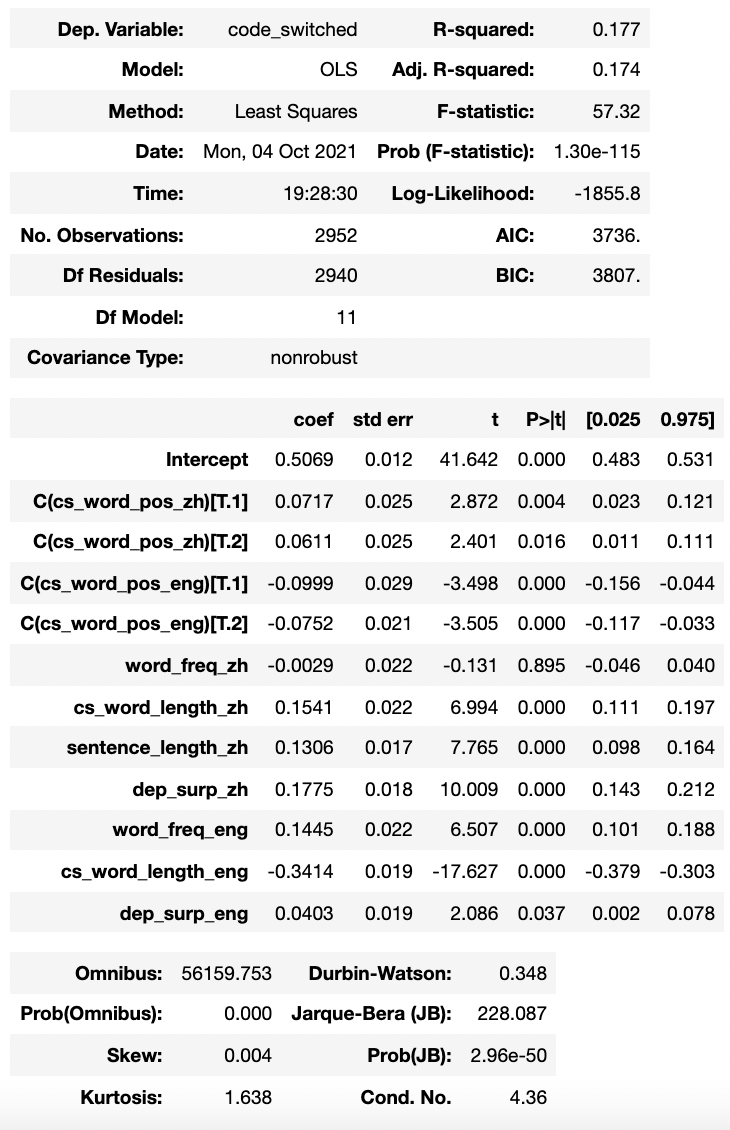 Dep. Variable: code_switched R-squared: 0.177
Model: OLS Adj. R-squared: 0.174
Method: Least Squares F-statistic: 57.32
Date: Mon, 04 Oct 2021 Prob (F-statistic): 1.30e-115
Time: 19:28:30 Log-Likelihood: -1855.8
No. Observations: 2952 AIC: 3736.
Df Residuals: 2940 BIC: 3807.
Df Model: 11
Covariance Type: nonrobust
coef std err t P>|t| [0.025 0.975]
Intercept 0.5069 0.012 41.642 0.000 0.483 0.531
C(cs_word_pos_zh)[T.1] 0.0717 0.025 2.872 0.004 0.023 0.121
C(cs_word_pos_zh)[T.2] 0.0611 0.025 2.401 0.016 0.011 0.111
C(cs_word_pos_eng)[T.1] -0.0999 0.029 -3.498 0.000 -0.156 -0.044
C(cs_word_pos_eng)[T.2] -0.0752 0.021 -3.505 0.000 -0.117 -0.033
word_freq_zh -0.0029 0.022 -0.131 0.895 -0.046 0.040
cs_word_length_zh 0.1541 0.022 6.994 0.000 0.111 0.197
sentence_length_zh 0.1306 0.017 7.765 0.000 0.098 0.164
dep_surp_zh 0.1775 0.018 10.009 0.000 0.143 0.212
word_freq_eng 0.1445 0.022 6.507 0.000 0.101 0.188
cs_word_length_eng -0.3414 0.019 -17.627 0.000 -0.379 -0.303
dep_surp_eng 0.0403 0.019 2.086 0.037 0.002 0.078
Omnibus: 56159.753 Durbin-Watson: 0.348
Prob(Omnibus): 0.000 Jarque-Bera (JB): 228.087
Skew: 0.004 Prob(JB): 2.96e-50
Kurtosis: 1.638 Cond. No. 4.36